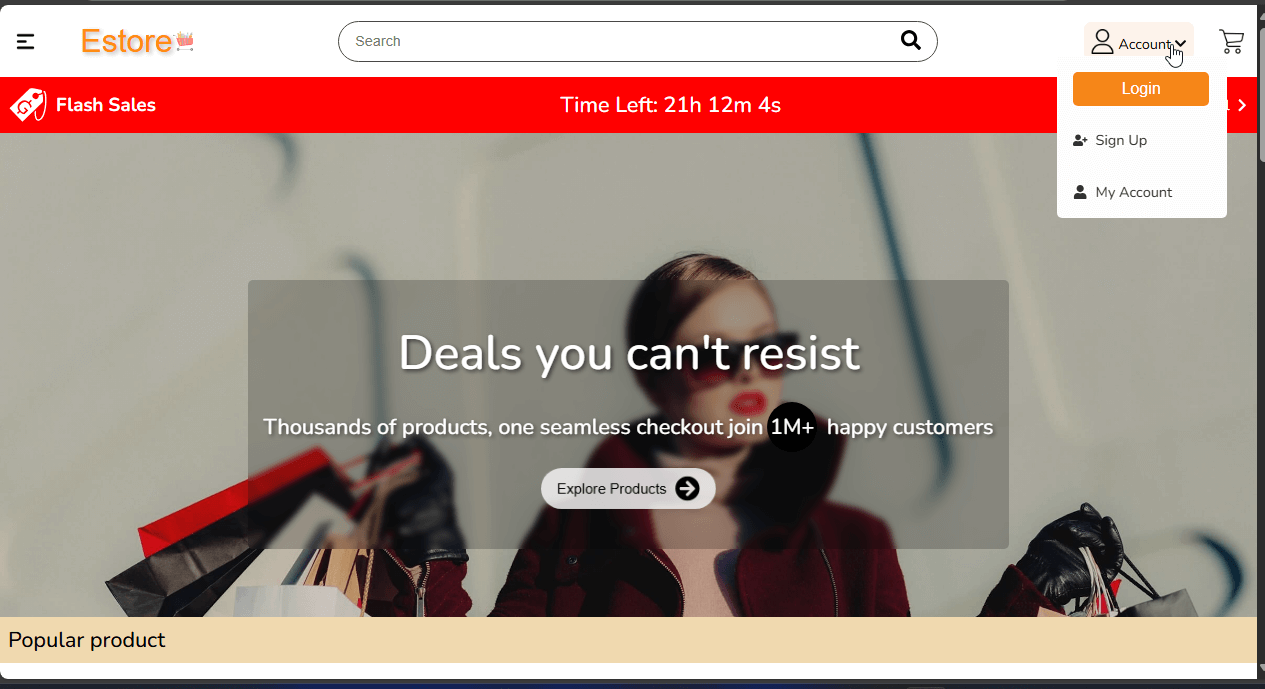 Estore
Search
Account
Login
Sign Up
My Account
Flash Sales
Time Left: 21h 12m 4s
Deals you can't resist
Thousands of products, one seamless checkout join 1M+ happy customers
Explore Products
Popular product